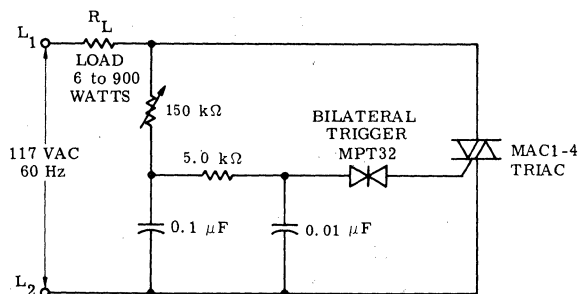 L1
RL
LOAD
6 to 900
WATTS
150 kΩ
117 VAC
60 Hz
5.0 kΩ
BILATERAL
TRIGGER
MPT32
MAC1-4
TRIAC
0.1 μF
0.01 μF
L2